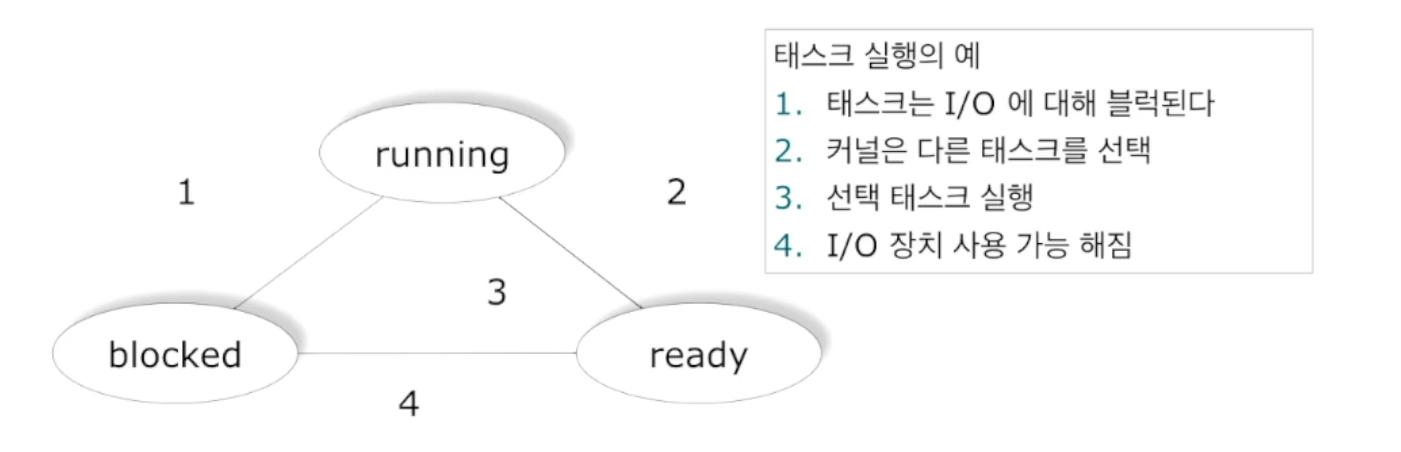 태스크 실행의 예
1. 태스크는 I/O 에 대해 블럭된다
2. 커널은 다른 태스크를 선택
3. 선택 태스크 실행
4. I/O 장치 사용 가능 해짐
running
1
2
3
blocked
ready
4